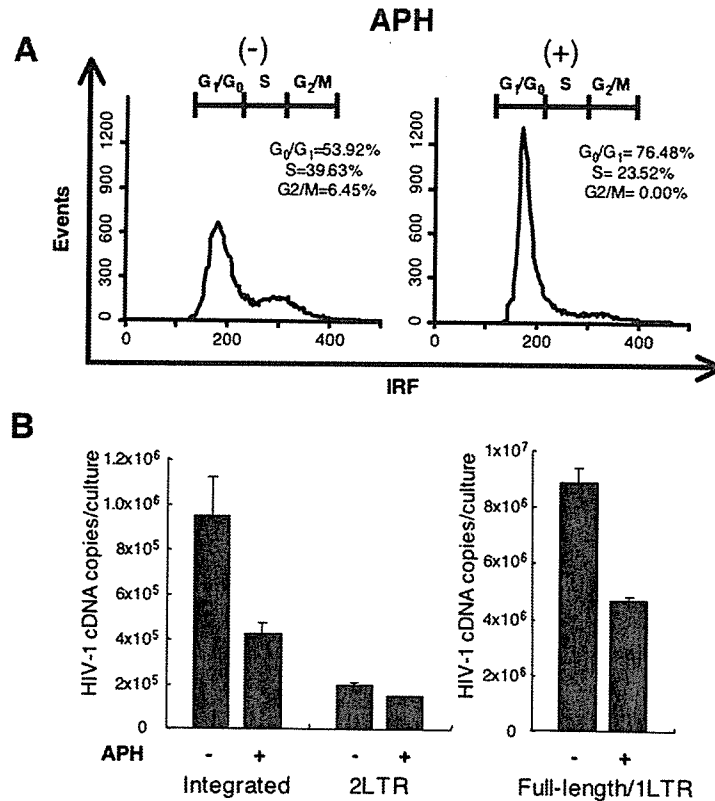 APH
A
(-)
(+)
G1/G0 S G2/M
G1/G0 S G2/M
G0/G1=53.92%
S=39.63%
G2/M=6.45%
G0/G1= 76.48%
S= 23.52%
G2/M= 0.00%
Events
1200
900
600
300
0
0 200 400
1200
900
600
300
0
0 200 400
IRF
B
HIV-1 cDNA copies/culture
1.2x10^6
1.0x10^6
8x10^5
6x10^5
4x10^5
2x10^5
0
HIV-1 cDNA copies/culture
1x10^7
8x10^6
6x10^6
4x10^6
2x10^6
0
APH - + - + - +
Integrated 2LTR Full-length/1LTR